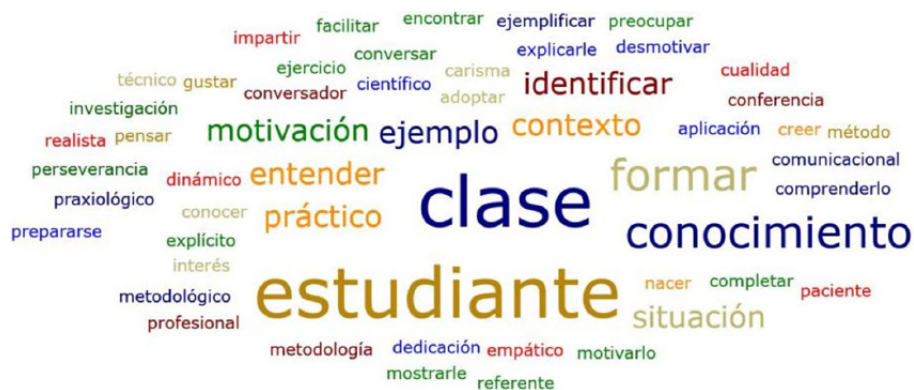 encontrar ejemplificar preocupar
impartir facilitar
conversar explicarle desmotivar
técnico gustar ejercicio científico carisma identificar cualidad
investigación conversador adoptar conferencia
realista pensar motivación ejemplo contexto aplicación creer método
perseverancia dinámico entender clase formar comunicacional
praxiológico comprenderlo
prepararse conocer práctico conocimiento
explícito
interés estudiante nacer completar paciente
metodológico situación
profesional
metodología dedicación empático motivarlo
mostrarle referente